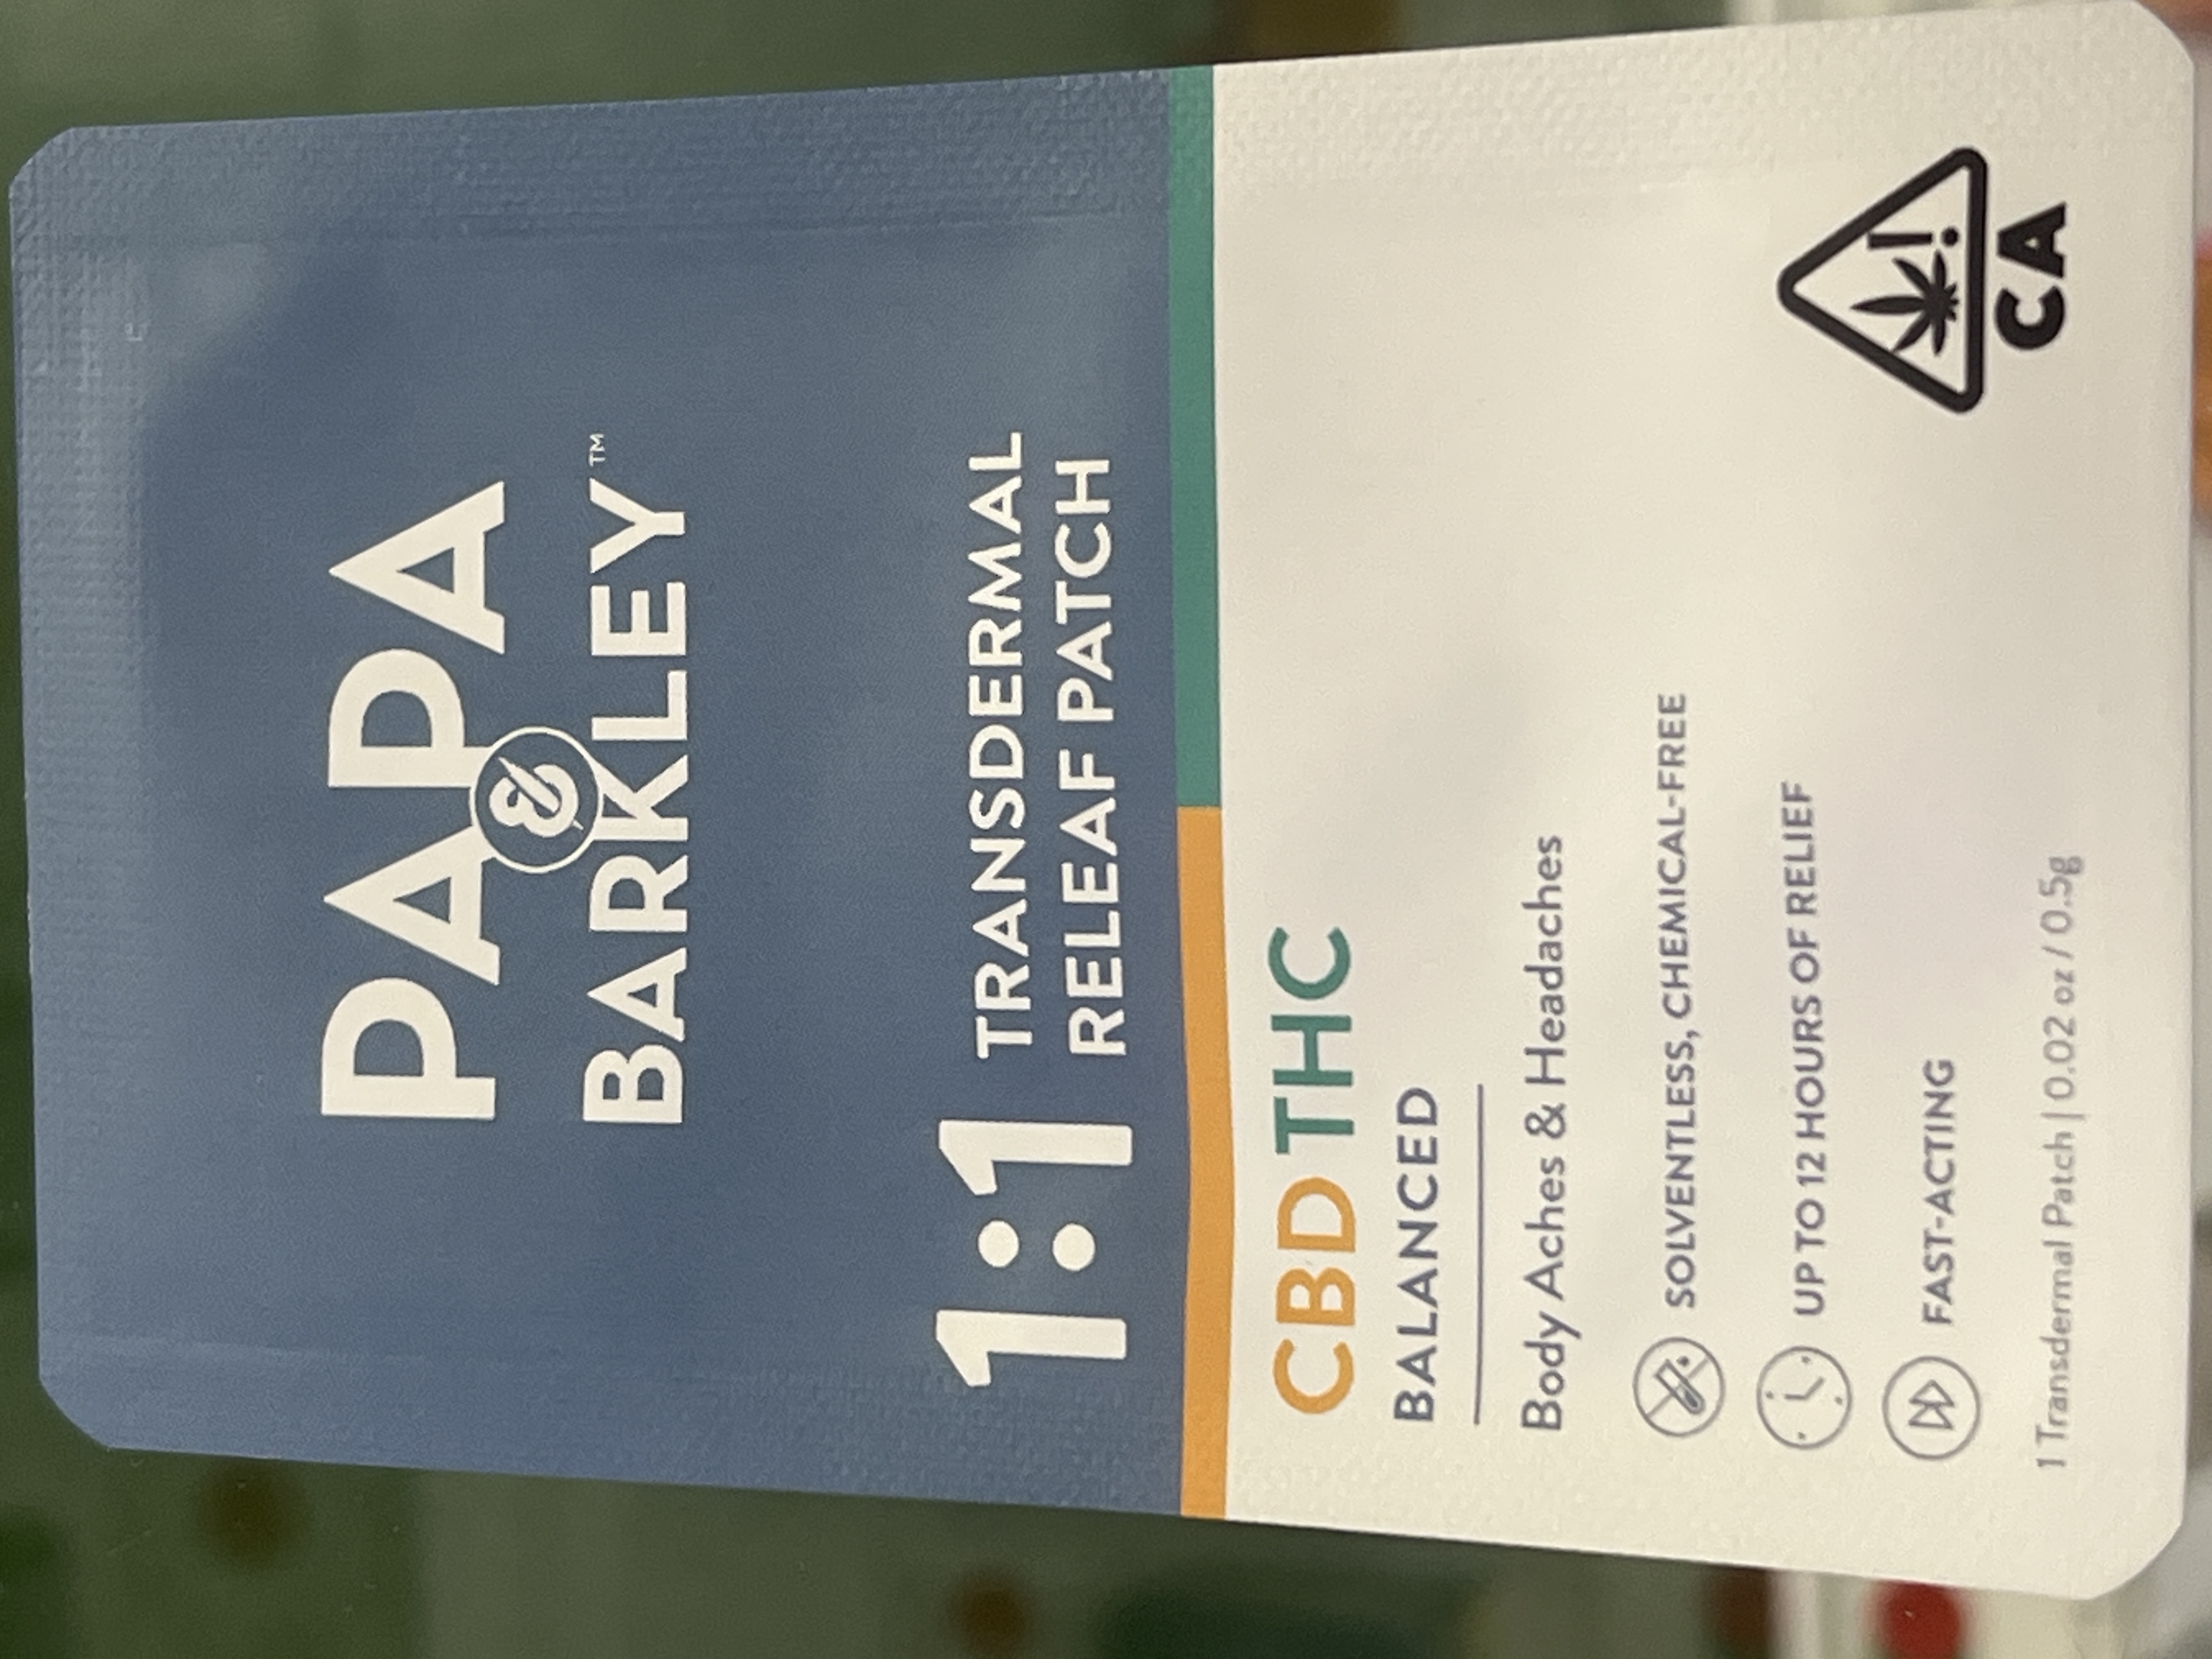 PAPA
&
BARKLEY™
1:1 TRANSDERMAL
RELEAF PATCH
CBD THC
BALANCED
Body Aches & Headaches
SOLVENTLESS, CHEMICAL-FREE
UP TO 12 HOURS OF RELIEF
FAST-ACTING
1 Transdermal Patch | 0.02 oz / 0.5g
!
CA